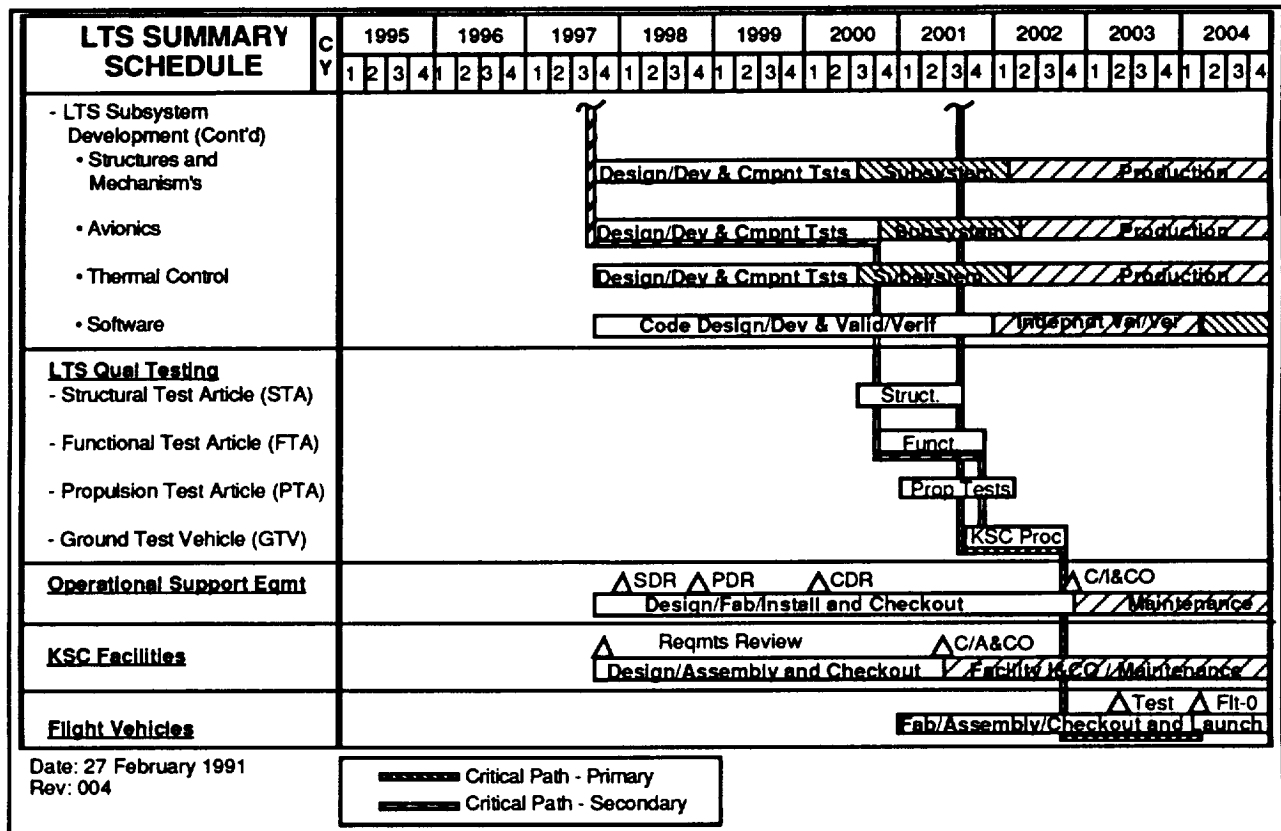 LTS SUMMARY
SCHEDULE
C
Y
1995 1996 1997 1998 1999 2000 2001 2002 2003 2004
1 2 3 4 1 2 3 4 1 2 3 4 1 2 3 4 1 2 3 4 1 2 3 4 1 2 3 4 1 2 3 4 1 2 3 4 1 2 3 4
- LTS Subsystem
Development (Cont'd)
• Structures and
Mechanism's
Design/Dev & Cmpnt Tsts Subsystem Production
• Avionics
Design/Dev & Cmpnt Tsts Subsystem Production
• Thermal Control
Design/Dev & Cmpnt Tsts Subsystem Production
• Software
Code Design/Dev & Valid/Verif Indepndt Val/Ver
LTS Qual Testing
- Structural Test Article (STA)
Struct.
- Functional Test Article (FTA)
Funct.
- Propulsion Test Article (PTA)
Prop Tests
- Ground Test Vehicle (GTV)
KSC Proc
Operational Support Eqmt
SDR PDR CDR C/I&CO
Design/Fab/Install and Checkout Maintenance
KSC Facilities
Reqmts Review C/A&CO
Design/Assembly and Checkout Facility I&CO / Maintenance
Flight Vehicles
Test Flt-0
Fab/Assembly/Checkout and Launch
Date: 27 February 1991
Rev: 004
Critical Path - Primary
Critical Path - Secondary